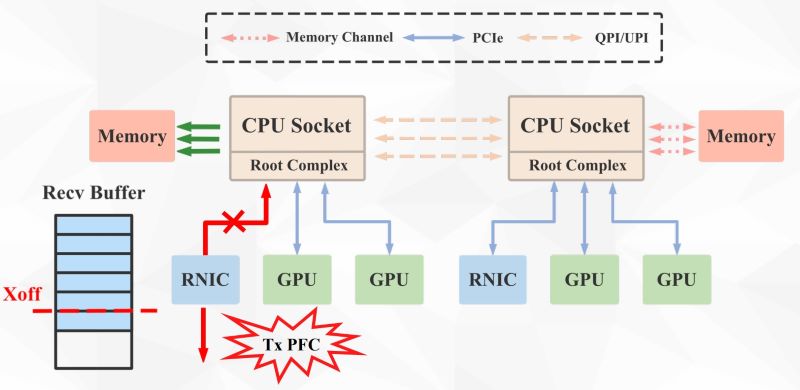 Memory Channel
PCIe
QPI/UPI
Memory
CPU Socket
Root Complex
CPU Socket
Root Complex
Memory
Recv Buffer
Xoff
RNIC
GPU
GPU
RNIC
GPU
GPU
Tx PFC